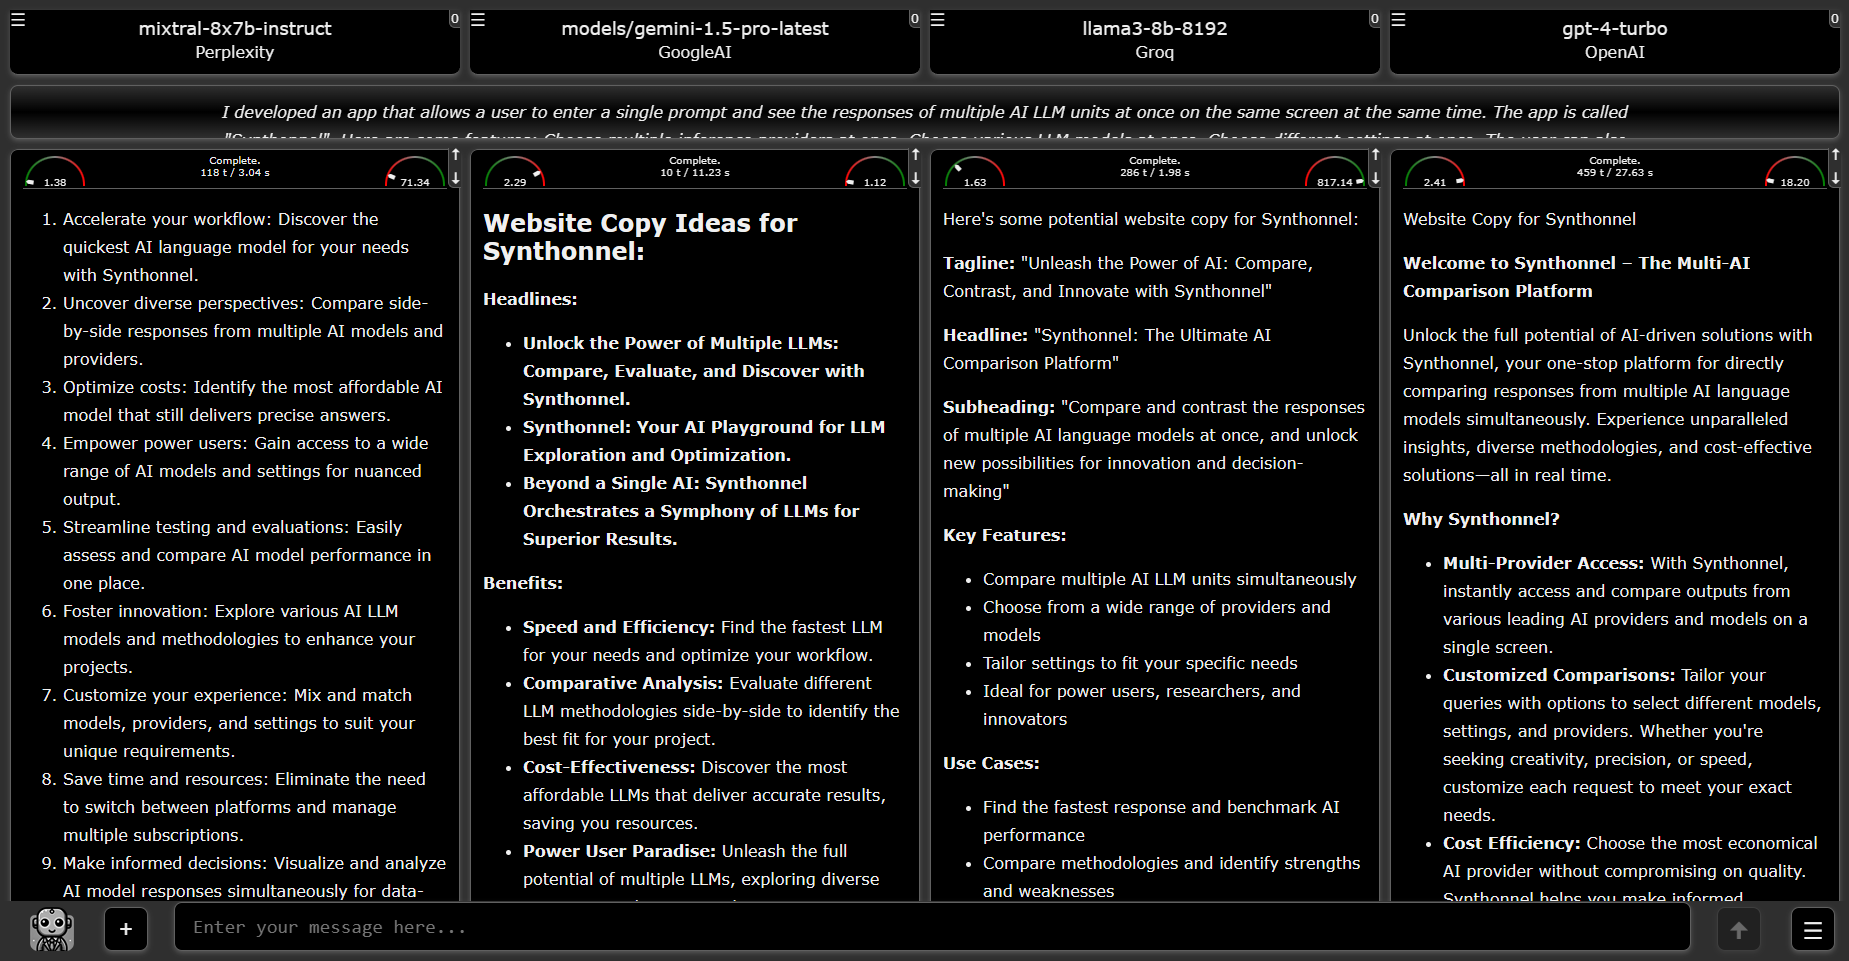 ☰
mixtral-8x7b-instruct
Perplexity
0
☰
models/gemini-1.5-pro-latest
GoogleAI
0
☰
llama3-8b-8192
Groq
0
☰
gpt-4-turbo
OpenAI
0
I developed an app that allows a user to enter a single prompt and see the responses of multiple AI LLM units at once on the same screen at the same time. The app is called
"Synthonnel". Here are some features: Choose multiple inference providers at once. Choose various LLM models at once. Choose different settings at once. The user can also
1.38
Complete.
118 t / 3.04 s
71.34
↑
↓
1. Accelerate your workflow: Discover the
quickest AI language model for your needs
with Synthonnel.
2. Uncover diverse perspectives: Compare side-
by-side responses from multiple AI models and
providers.
3. Optimize costs: Identify the most affordable AI
model that still delivers precise answers.
4. Empower power users: Gain access to a wide
range of AI models and settings for nuanced
output.
5. Streamline testing and evaluations: Easily
assess and compare AI model performance in
one place.
6. Foster innovation: Explore various AI LLM
models and methodologies to enhance your
projects.
7. Customize your experience: Mix and match
models, providers, and settings to suit your
unique requirements.
8. Save time and resources: Eliminate the need
to switch between platforms and manage
multiple subscriptions.
9. Make informed decisions: Visualize and analyze
AI model responses simultaneously for data-
2.29
Complete.
10 t / 11.23 s
1.12
↑
↓
Website Copy Ideas for
Synthonnel:
Headlines:
• Unlock the Power of Multiple LLMs:
Compare, Evaluate, and Discover with
Synthonnel.
• Synthonnel: Your AI Playground for LLM
Exploration and Optimization.
• Beyond a Single AI: Synthonnel
Orchestrates a Symphony of LLMs for
Superior Results.
Benefits:
• Speed and Efficiency: Find the fastest LLM
for your needs and optimize your workflow.
• Comparative Analysis: Evaluate different
LLM methodologies side-by-side to identify the
best fit for your project.
• Cost-Effectiveness: Discover the most
affordable LLMs that deliver accurate results,
saving you resources.
• Power User Paradise: Unleash the full
potential of multiple LLMs, exploring diverse
1.63
Complete.
286 t / 1.98 s
817.14
↑
↓
Here's some potential website copy for Synthonnel:
Tagline: "Unleash the Power of AI: Compare,
Contrast, and Innovate with Synthonnel"
Headline: "Synthonnel: The Ultimate AI
Comparison Platform"
Subheading: "Compare and contrast the responses
of multiple AI language models at once, and unlock
new possibilities for innovation and decision-
making"
Key Features:
• Compare multiple AI LLM units simultaneously
• Choose from a wide range of providers and
models
• Tailor settings to fit your specific needs
• Ideal for power users, researchers, and
innovators
Use Cases:
• Find the fastest response and benchmark AI
performance
• Compare methodologies and identify strengths
and weaknesses
2.41
Complete.
459 t / 27.63 s
18.20
↑
↓
Website Copy for Synthonnel
Welcome to Synthonnel – The Multi-AI
Comparison Platform
Unlock the full potential of AI-driven solutions with
Synthonnel, your one-stop platform for directly
comparing responses from multiple AI language
models simultaneously. Experience unparalleled
insights, diverse methodologies, and cost-effective
solutions—all in real time.
Why Synthonnel?
• Multi-Provider Access: With Synthonnel,
instantly access and compare outputs from
various leading AI providers and models on a
single screen.
• Customized Comparisons: Tailor your
queries with options to select different models,
settings, and providers. Whether you're
seeking creativity, precision, or speed,
customize each request to meet your exact
needs.
• Cost Efficiency: Choose the most economical
AI provider without compromising on quality.
Synthonnel helps you make informed
+
Enter your message here...
↑
☰